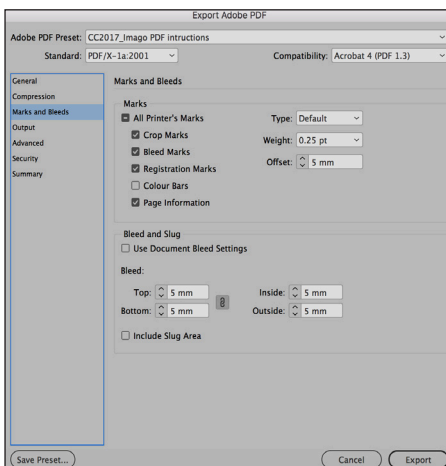 Export Adobe PDF
Adobe PDF Preset: CC2017_Imago PDF intructions
Standard: PDF/X-1a:2001 Compatibility: Acrobat 4 (PDF 1.3)
General
Compression
Marks and Bleeds
Output
Advanced
Security
Summary
Marks and Bleeds
Marks
All Printer's Marks
Crop Marks
Bleed Marks
Registration Marks
Colour Bars
Page Information
Type: Default
Weight: 0.25 pt
Offset: 5 mm
Bleed and Slug
Use Document Bleed Settings
Bleed:
Top: 5 mm Inside: 5 mm
Bottom: 5 mm Outside: 5 mm
Include Slug Area
Save Preset... Cancel Export